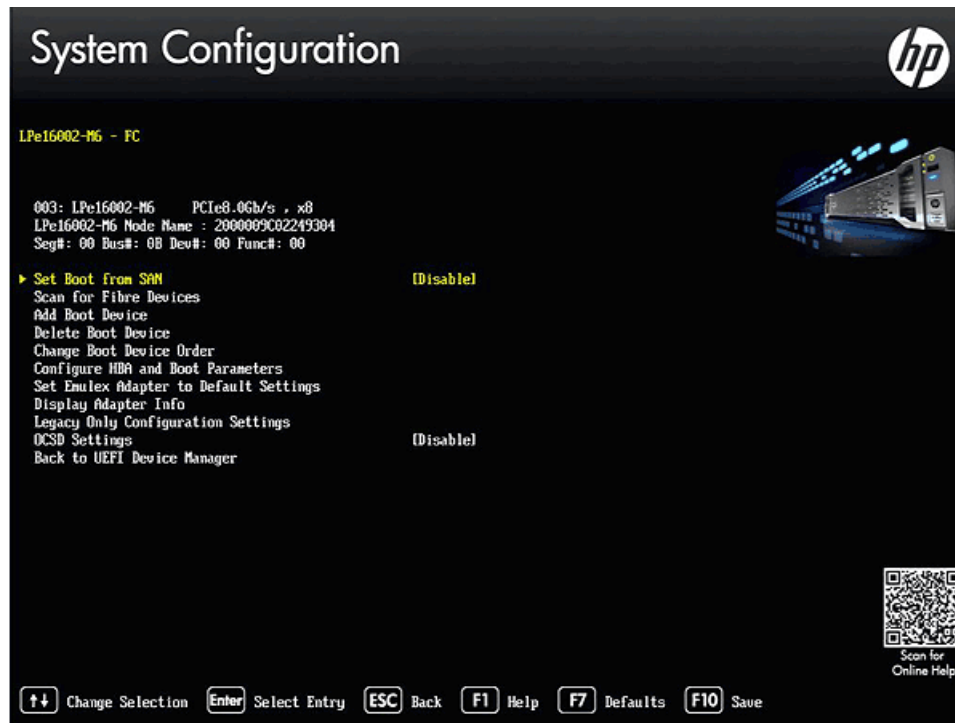 System Configuration
hp
LPe16002-M6 - FC
003: LPe16002-M6 PCIe8.0Gb/s , x8
LPe16002-M6 Node Name : 2000009C02249304
Seg#: 00 Bus#: 0B Dev#: 00 Func#: 00
Set Boot from SAN [Disable]
Scan for Fibre Devices
Add Boot Device
Delete Boot Device
Change Boot Device Order
Configure HBA and Boot Parameters
Set Emulex Adapter to Default Settings
Display Adapter Info
Legacy Only Configuration Settings
OCSD Settings [Disable]
Back to UEFI Device Manager
Scan for
Online Help
↑↓ Change Selection Enter Select Entry ESC Back F1 Help F7 Defaults F10 Save